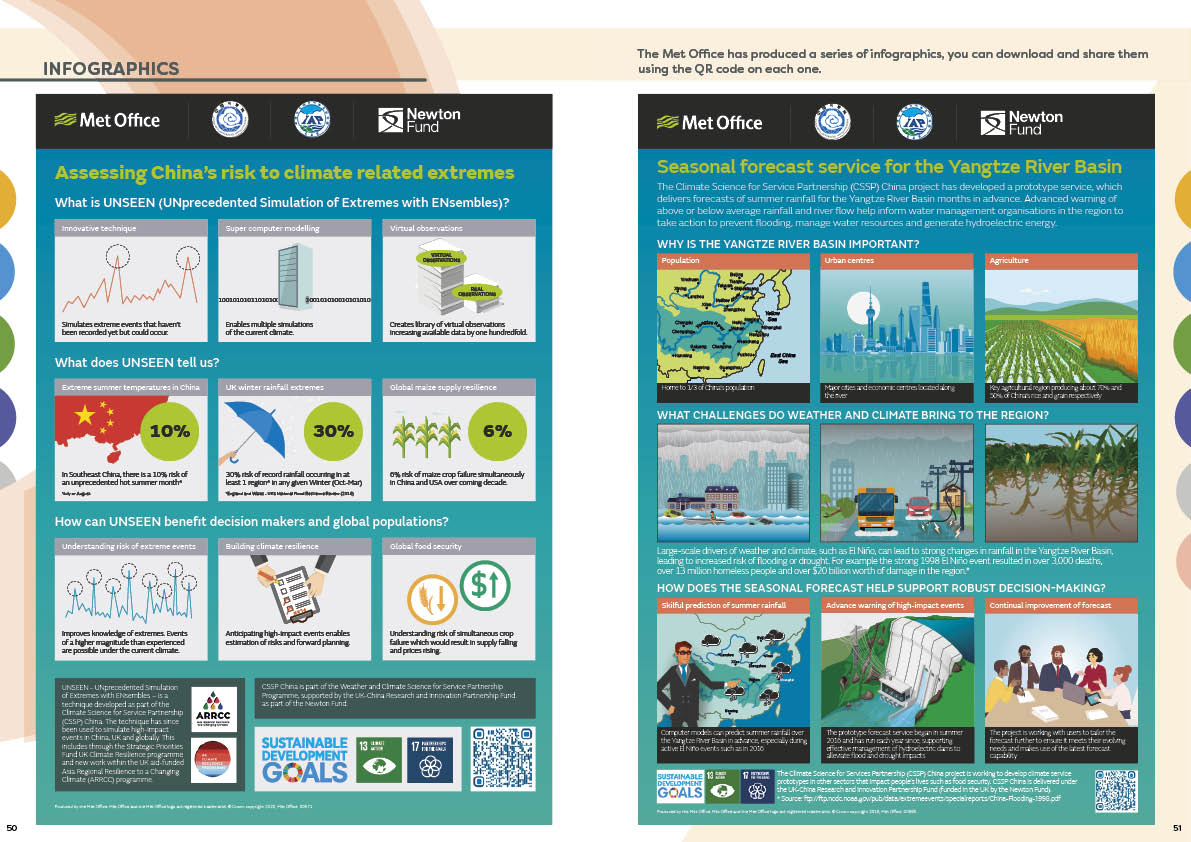 INFOGRAPHICS
Met Office
Newton
Fund
Assessing China's risk to climate related extremes
What is UNSEEN (UNprecedented Simulation of Extremes with ENsembles)?
Innovative technique
Simulates extreme events that haven't
been recorded yet but could occur.
Super computer modelling
Enables multiple simulations
of the current climate.
Virtual observations
VIRTUAL
OBSERVATIONS
REAL
OBSERVATIONS
Creates library of virtual observations
increasing available data by one hundredfold.
What does UNSEEN tell us?
Extreme summer temperatures in China
10%
In Southeast China, there is a 10% risk of
an unprecedented hot summer month*
*July or August
UK winter rainfall extremes
30%
30% risk of record rainfall occurring in at
least 1 region* in any given Winter (Oct-Mar)
Global maize supply resilience
6%
6% risk of maize crop failure simultaneously
in China and USA over coming decade.
How can UNSEEN benefit decision makers and global populations?
Understanding risk of extreme events
Improves knowledge of extremes. Events
of a higher magnitude than experienced
are possible under the current climate.
Building climate resilience
Anticipating high-impact events enables
estimation of risks and forward planning.
Global food security
Understanding risk of simultaneous crop
failure which would result in supply falling
and prices rising.
UNSEEN – UNprecedented Simulation
of Extremes with ENsembles – is a
technique developed as part of the
Climate Science for Service Partnership
(CSSP) China. The technique has since
been used to simulate high-impact
events in China, UK and globally. This
includes through the Strategic Priorities
Fund UK Climate Resilience programme
and new work within the UK aid-funded
Asia Regional Resilience to a Changing
Climate (ARRCC) programme.
ARRCC
UK
CLIMATE
RESILIENCE
PROGRAMME
CSSP China is part of the Weather and Climate Science for Service Partnership
Programme, supported by the UK-China Research and Innovation Partnership Fund
as part of the Newton Fund.
SUSTAINABLE
DEVELOPMENT
GOALS
13 CLIMATE
ACTION
17 PARTNERSHIPS
FOR THE GOALS
50
The Met Office has produced a series of infographics, you can download and share them
using the QR code on each one.
Met Office
IAP
Newton
Fund
Seasonal forecast service for the Yangtze River Basin
The Climate Science for Service Partnership (CSSP) China project has developed a prototype service, which
delivers forecasts of summer rainfall for the Yangtze River Basin months in advance. Advanced warning of
above or below average rainfall and river flow help inform water management organisations in the region to
take action to prevent flooding, manage water resources and generate hydroelectric energy.
WHY IS THE YANGTZE RIVER BASIN IMPORTANT?
Population
Yellow
Sea
East China
Sea
Home to 1/3 of China's population
Urban centres
Major cities and economic centres located along
the river
Agriculture
Key agricultural region producing about 70% and
50% of China's rice and grain respectively
WHAT CHALLENGES DO WEATHER AND CLIMATE BRING TO THE REGION?
Large-scale drivers of weather and climate, such as El Niño, can lead to strong changes in rainfall in the Yangtze River Basin,
leading to increased risk of flooding or drought. For example the strong 1998 El Niño event resulted in over 3,000 deaths,
over 13 million homeless people and over $20 billion worth of damage in the region.*
HOW DOES THE SEASONAL FORECAST HELP SUPPORT ROBUST DECISION-MAKING?
Skilful prediction of summer rainfall
Computer models can predict summer rainfall over
the Yangtze River Basin in advance, especially during
active El Niño events such as in 2016
Advance warning of high-impact events
The prototype forecast service began in summer
2016 and has run each year since, supporting
effective management of hydroelectric dams to
alleviate flood and drought impacts
Continual improvement of forecast
The project is working with users to tailor the
forecast further to ensure it meets their evolving
needs and makes use of the latest forecast
capability
SUSTAINABLE
DEVELOPMENT
GOALS
13 CLIMATE
ACTION
17 PARTNERSHIPS
FOR THE GOALS
The Climate Science for Services Partnership (CSSP) China project is working to develop climate service
prototypes in other sectors that impact people's lives such as food security. CSSP China is delivered under
the UK-China Research and Innovation Partnership Fund (funded in the UK by the Newton Fund).
* Source: ftp://ftp.ncdc.noaa.gov/pub/data/extremeevents/specialreports/China-Flooding-1998.pdf
51